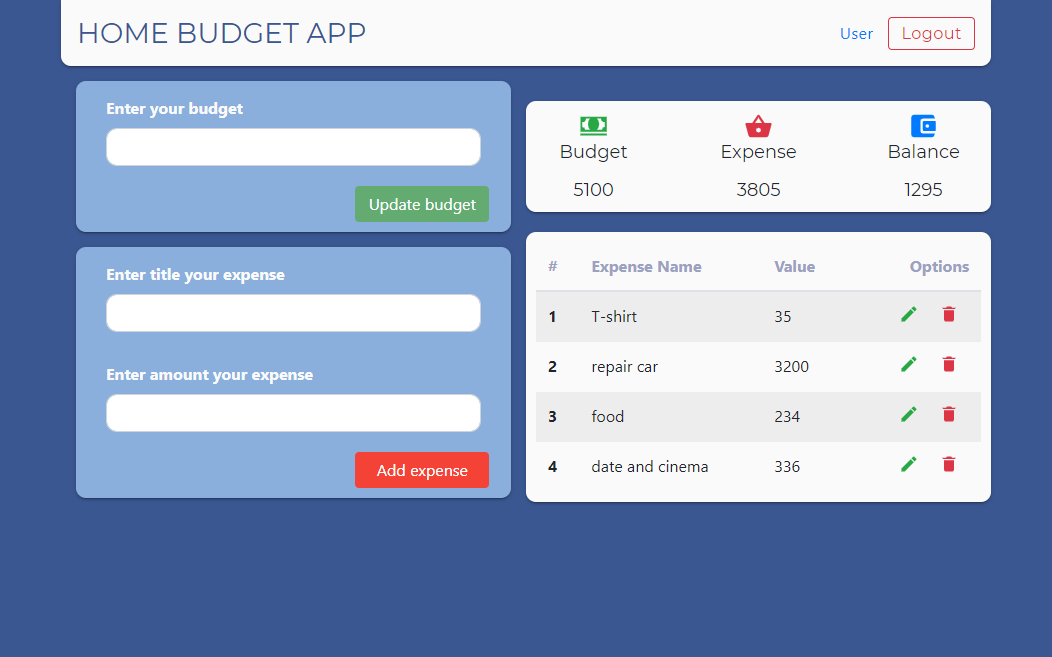 HOME BUDGET APP
User Logout
Enter your budget
Update budget
Enter title your expense
Enter amount your expense
Add expense
Budget Expense Balance
5100 3805 1295
# Expense Name Value Options
1 T-shirt 35
2 repair car 3200
3 food 234
4 date and cinema 336